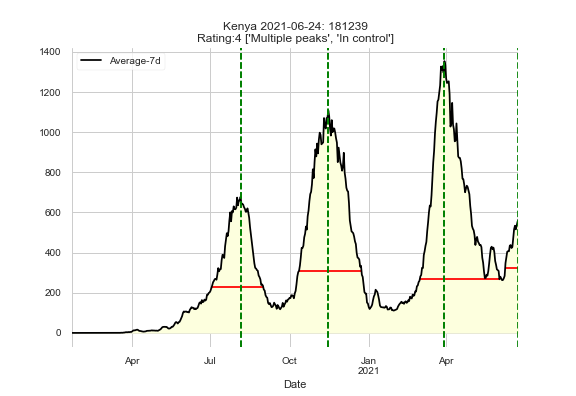 Kenya 2021-06-24: 181239
Rating:4 ['Multiple peaks', 'In control']
1400
Average-7d
1200
1000
800
600
400
200
0
Apr
Jul
Oct
Jan
2021
Apr
Date